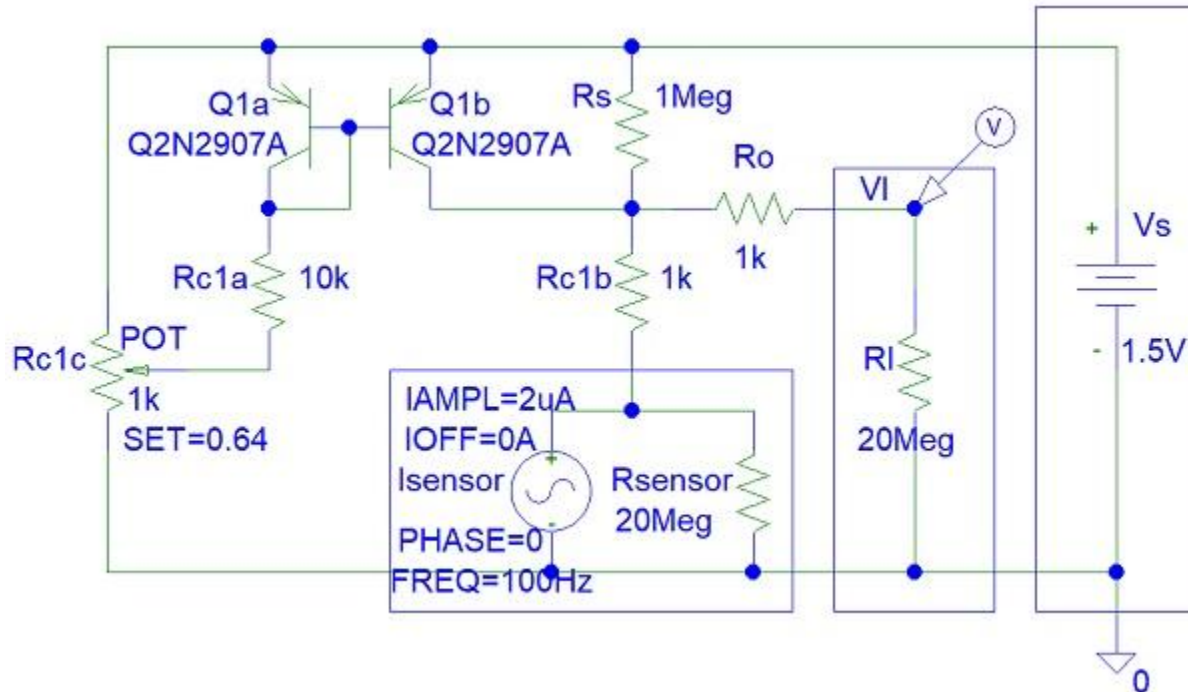 Q1a
Q2N2907A
Q1b
Q2N2907A
Rs
1Meg
Ro
1k
Vl
V
Vs
1.5V
+
-
Rc1a
10k
Rc1b
1k
Rc1c
POT
1k
SET=0.64
Rl
20Meg
IAMPL=2uA
IOFF=0A
Isensor
+
-
Rsensor
20Meg
PHASE=0
FREQ=100Hz
0